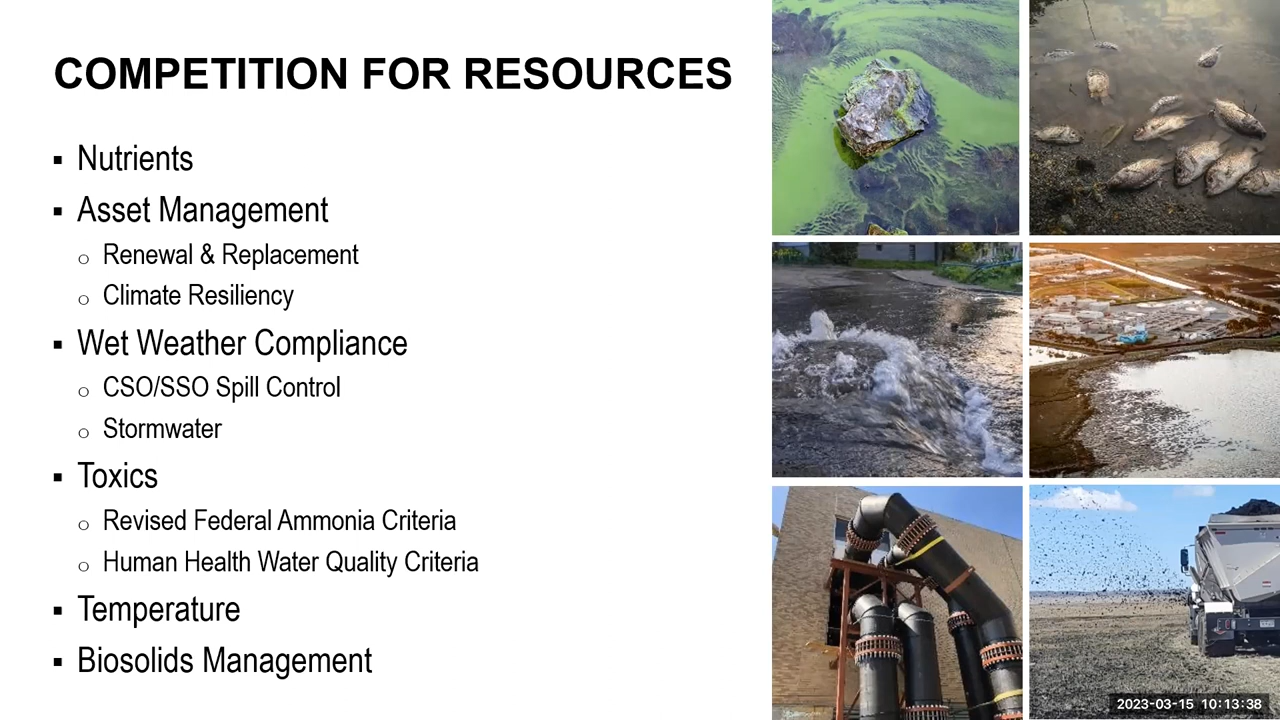 COMPETITION FOR RESOURCES
▪ Nutrients
▪ Asset Management
o Renewal & Replacement
o Climate Resiliency
▪ Wet Weather Compliance
o CSO/SSO Spill Control
o Stormwater
▪ Toxics
o Revised Federal Ammonia Criteria
o Human Health Water Quality Criteria
▪ Temperature
▪ Biosolids Management
2023-03-15 10:13:38